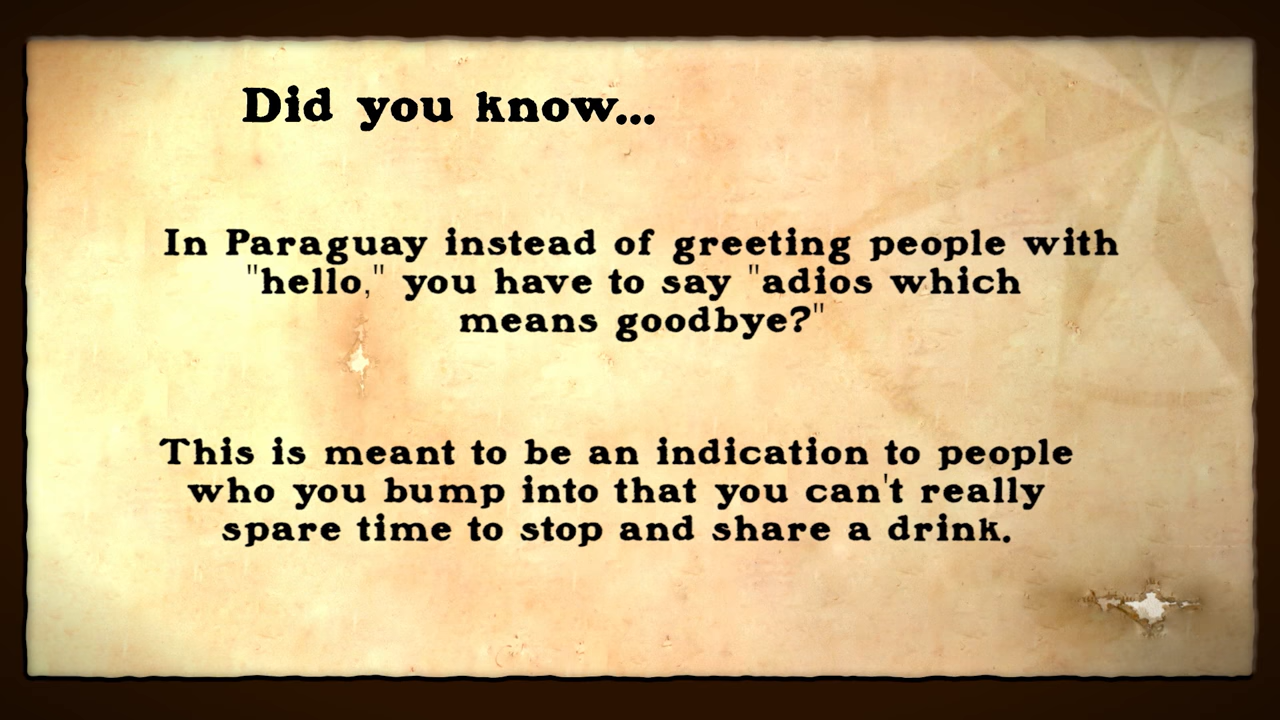 Did you know...
In Paraguay instead of greeting people with
"hello," you have to say "adios which
means goodbye?"
This is meant to be an indication to people
who you bump into that you can't really
spare time to stop and share a drink.